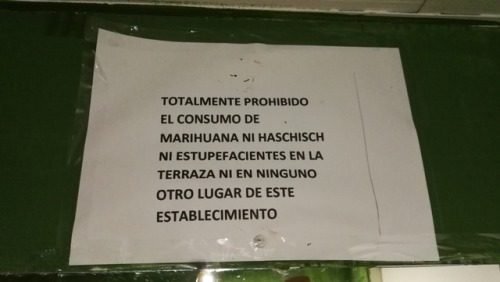 TOTALMENTE PROHIBIDO
EL CONSUMO DE
MARIHUANA NI HASCHISCH
NI ESTUPEFACIENTES EN LA
TERRAZA NI EN NINGUNO
OTRO LUGAR DE ESTE
ESTABLECIMIENTO